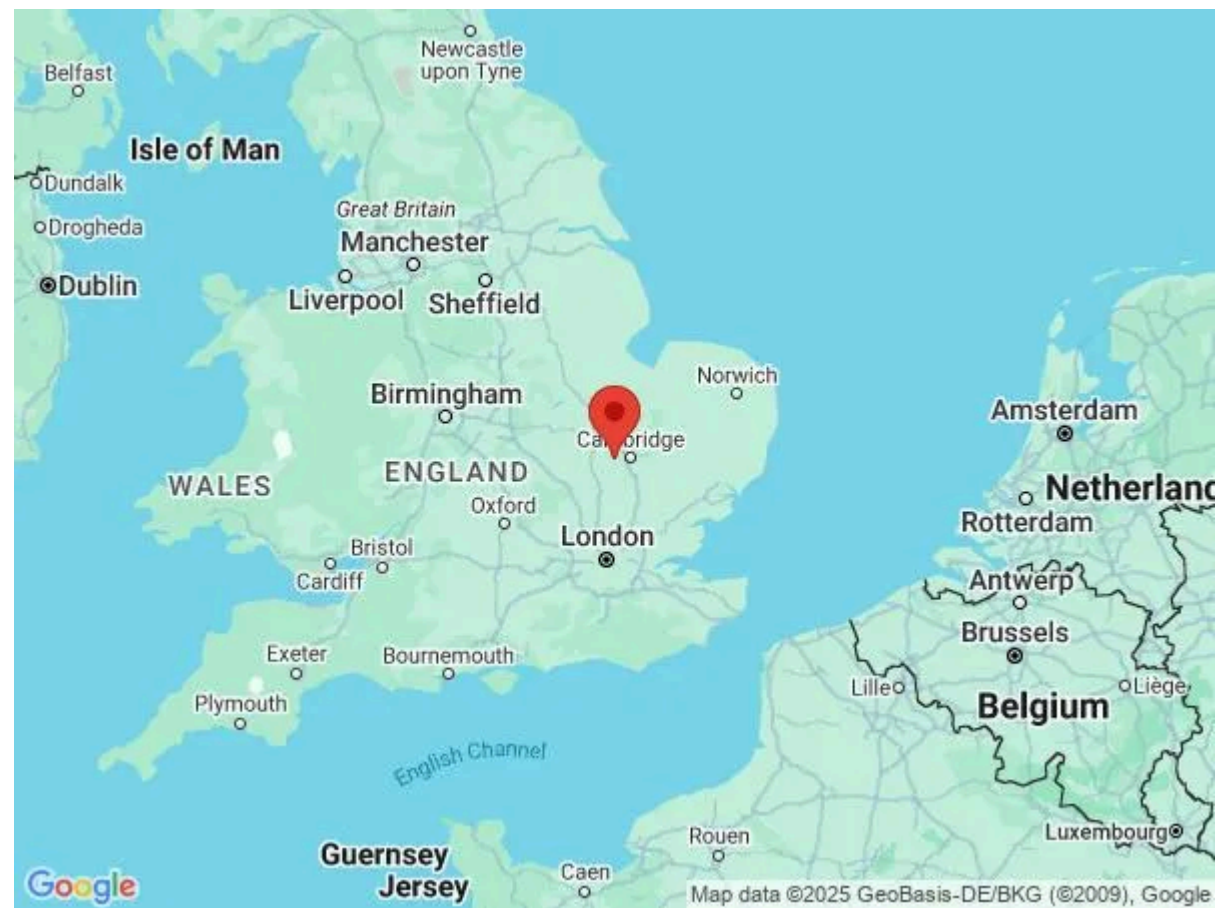 Newcastle
upon Tyne
Belfast
Isle of Man
Dundalk
Great Britain
Drogheda
Manchester
Dublin
Liverpool
Sheffield
Norwich
Birmingham
Amsterdam
Cambridge
ENGLAND
WALES
Netherland
Oxford
Rotterdam
London
Bristol
Cardiff
Antwerp
Brussels
Exeter
Bournemouth
Lille
Liège
Plymouth
Belgium
English Channel
Luxembourg
Rouen
Guernsey
Jersey
Caen
Google
Map data ©2025 GeoBasis-DE/BKG (©2009), Google